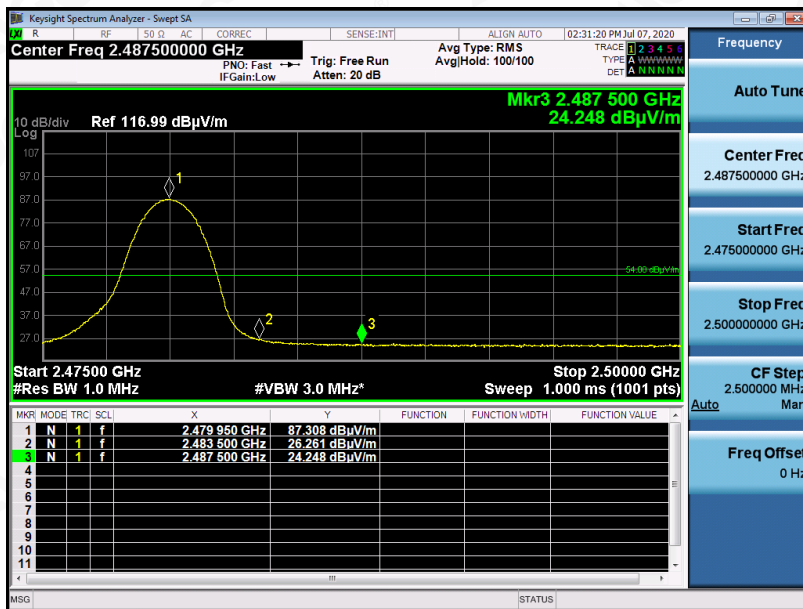 Keysight Spectrum Analyzer - Swept SA
LXI R RF 50 Ω AC CORREC SENSE:INT ALIGN AUTO 02:31:20 PM Jul 07, 2020
Center Freq 2.487500000 GHz
PNO: Fast
IFGain:Low
Trig: Free Run
Atten: 20 dB
Avg Type: RMS
Avg|Hold: 100/100
TRACE 1 2 3 4 5 6
TYPE A WWWWW
DET A N N N N N
Mkr3 2.487 500 GHz
24.248 dBµV/m
10 dB/div Ref 116.99 dBµV/m
Log
107
97.0
87.0
77.0
67.0
57.0
47.0
37.0
27.0
1
2
3
54.00 dBµV/m
Start 2.47500 GHz Stop 2.50000 GHz
#Res BW 1.0 MHz #VBW 3.0 MHz* Sweep 1.000 ms (1001 pts)
MKR MODE TRC SCL X Y FUNCTION FUNCTION WIDTH FUNCTION VALUE
1 N 1 f 2.479 950 GHz 87.308 dBµV/m
2 N 1 f 2.483 500 GHz 26.261 dBµV/m
3 N 1 f 2.487 500 GHz 24.248 dBµV/m
4
5
6
7
8
9
10
11
MSG STATUS
Frequency
Auto Tune
Center Freq
2.487500000 GHz
Start Freq
2.475000000 GHz
Stop Freq
2.500000000 GHz
CF Step
2.500000 MHz
Auto Man
Freq Offset
0 Hz